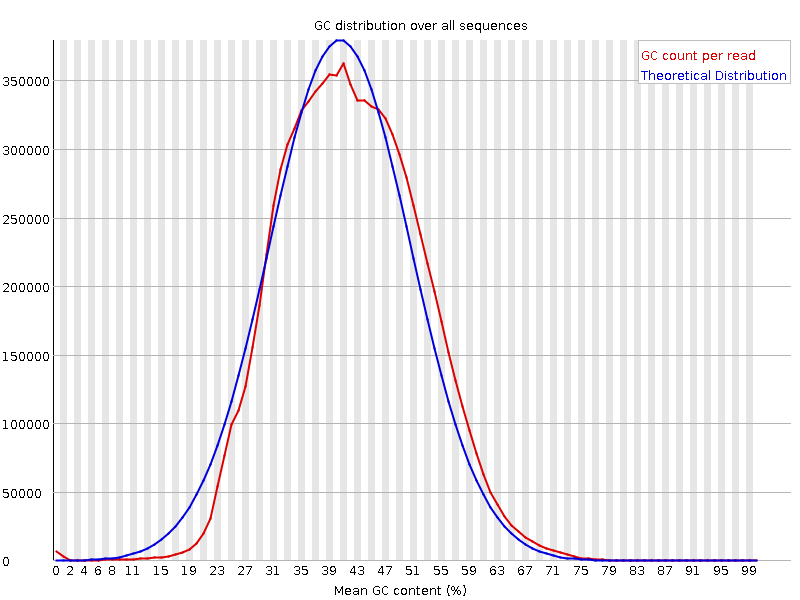 GC distribution over all sequences
GC count per read
Theoretical Distribution
350000
300000
250000
200000
150000
100000
50000
0
0 2 4 6 8 11 15 19 23 27 31 35 39 43 47 51 55 59 63 67 71 75 79 83 87 91 95 99
Mean GC content (%)